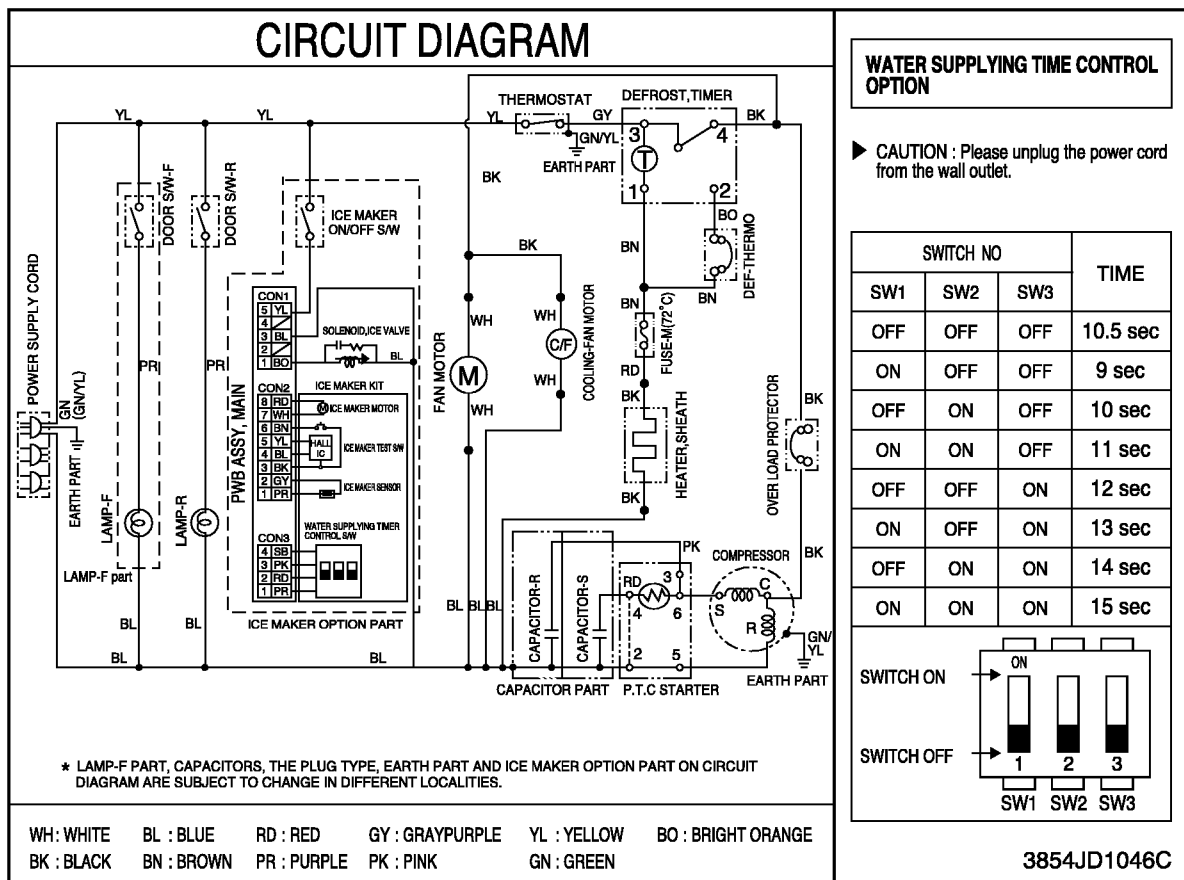 CIRCUIT DIAGRAM
YL
YL
YL
THERMOSTAT
GY
GN/YL
EARTH PART
DEFROST,TIMER
3
4
T
1
2
BK
BO
DEF-THERMO
BN
BN
BN
FUSE-M(72°C)
RD
BK
HEATER,SHEATH
BK
BK
BK
OVER LOAD PROTECTOR
BK
BK
DOOR S/W-F
DOOR S/W-R
ICE MAKER
ON/OFF S/W
POWER SUPPLY CORD
GN
(GN/YL)
EARTH PART
PR
PR
LAMP-F
LAMP-R
LAMP-F part
BL
BL
BL
BL
PWB ASSY, MAIN
CON1
5 YL
4
3 BL
2
1 BO
SOLENOID,ICE VALVE
BL
CON2
ICE MAKER KIT
8 RD
7 WH
6 BN
5 YL
4 BL
3 BK
2 GY
1 PR
M
ICE MAKER MOTOR
HALL
IC
ICE MAKER TEST S/W
ICE MAKER SENSOR
WATER SUPPLYING TIMER
CONTROL S/W
CON3
4 SB
3 PK
2 RD
1 PR
ICE MAKER OPTION PART
WH
M
FAN MOTOR
WH
WH
C/F
COOLING-FAN MOTOR
WH
BL
BL
BL
CAPACITOR-R
CAPACITOR-S
CAPACITOR PART
RD
PK
3
4
6
2
5
P.T.C STARTER
COMPRESSOR
S
C
R
GN/
YL
EARTH PART
* LAMP-F PART, CAPACITORS, THE PLUG TYPE, EARTH PART AND ICE MAKER OPTION PART ON CIRCUIT
DIAGRAM ARE SUBJECT TO CHANGE IN DIFFERENT LOCALITIES.
WH : WHITE BL : BLUE RD : RED GY : GRAYPURPLE YL : YELLOW BO : BRIGHT ORANGE
BK : BLACK BN : BROWN PR : PURPLE PK : PINK GN : GREEN
WATER SUPPLYING TIME CONTROL
OPTION
CAUTION : Please unplug the power cord
from the wall outlet.
SWITCH NO TIME
SW1 SW2 SW3
OFF OFF OFF 10.5 sec
ON OFF OFF 9 sec
OFF ON OFF 10 sec
ON ON OFF 11 sec
OFF OFF ON 12 sec
ON OFF ON 13 sec
OFF ON ON 14 sec
ON ON ON 15 sec
SWITCH ON
ON
SWITCH OFF
1 2 3
SW1 SW2 SW3
3854JD1046C